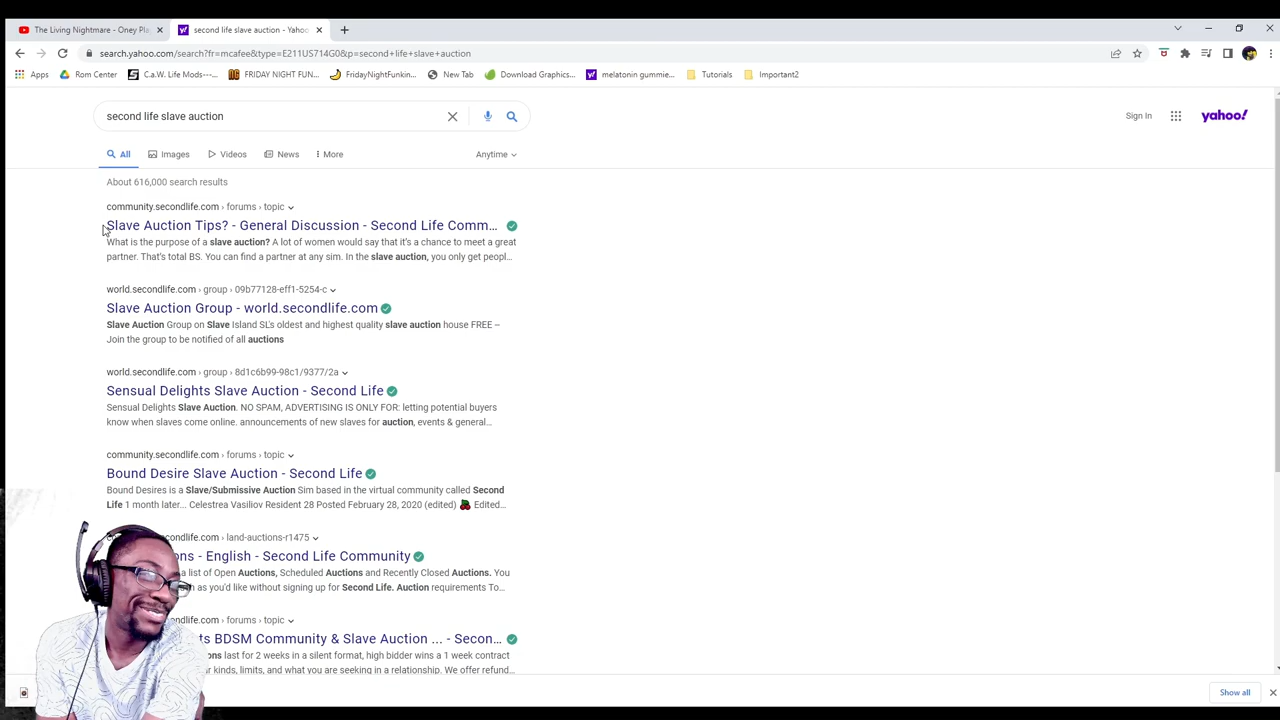 The Living Nightmare - Oney Pla
second life slave auction - Yahoo
search.yahoo.com/search?fr=mcafee&type=E211US714G0&p=second+life+slave+auction
Apps
Rom Center
C.a.W. Life Mods---...
FRIDAY NIGHT FUN...
FridayNightFunkin...
New Tab
Download Graphics...
melatonin gummie...
Tutorials
Important2
second life slave auction
Sign In
yahoo!
All
Images
Videos
News
More
Anytime
About 616,000 search results
community.secondlife.com › forums › topic
Slave Auction Tips? - General Discussion - Second Life Comm...
What is the purpose of a slave auction? A lot of women would say that it's a chance to meet a great
partner. That's total BS. You can find a partner at any sim. In the slave auction, you only get peopl...
world.secondlife.com › group › 09b77128-eff1-5254-c
Slave Auction Group - world.secondlife.com
Slave Auction Group on Slave Island SL's oldest and highest quality slave auction house FREE –
Join the group to be notified of all auctions
world.secondlife.com › group › 8d1c6b99-98c1/9377/2a
Sensual Delights Slave Auction - Second Life
Sensual Delights Slave Auction. NO SPAM, ADVERTISING IS ONLY FOR: letting potential buyers
know when slaves come online. announcements of new slaves for auction, events & general...
community.secondlife.com › forums › topic
Bound Desire Slave Auction - Second Life
Bound Desires is a Slave/Submissive Auction Sim based in the virtual community called Second
Life 1 month later... Celestrea Vasiliov Resident 28 Posted February 28, 2020 (edited) Edited...
ndlife.com › land-auctions-r1475
ons - English - Second Life Community
a list of Open Auctions, Scheduled Auctions and Recently Closed Auctions. You
as you'd like without signing up for Second Life. Auction requirements To...
ndlife.com › forums › topic
ts BDSM Community & Slave Auction ... - Secon...
ons last for 2 weeks in a silent format, high bidder wins a 1 week contract
kinds, limits, and what you are seeking in a relationship. We offer refund...
Show all